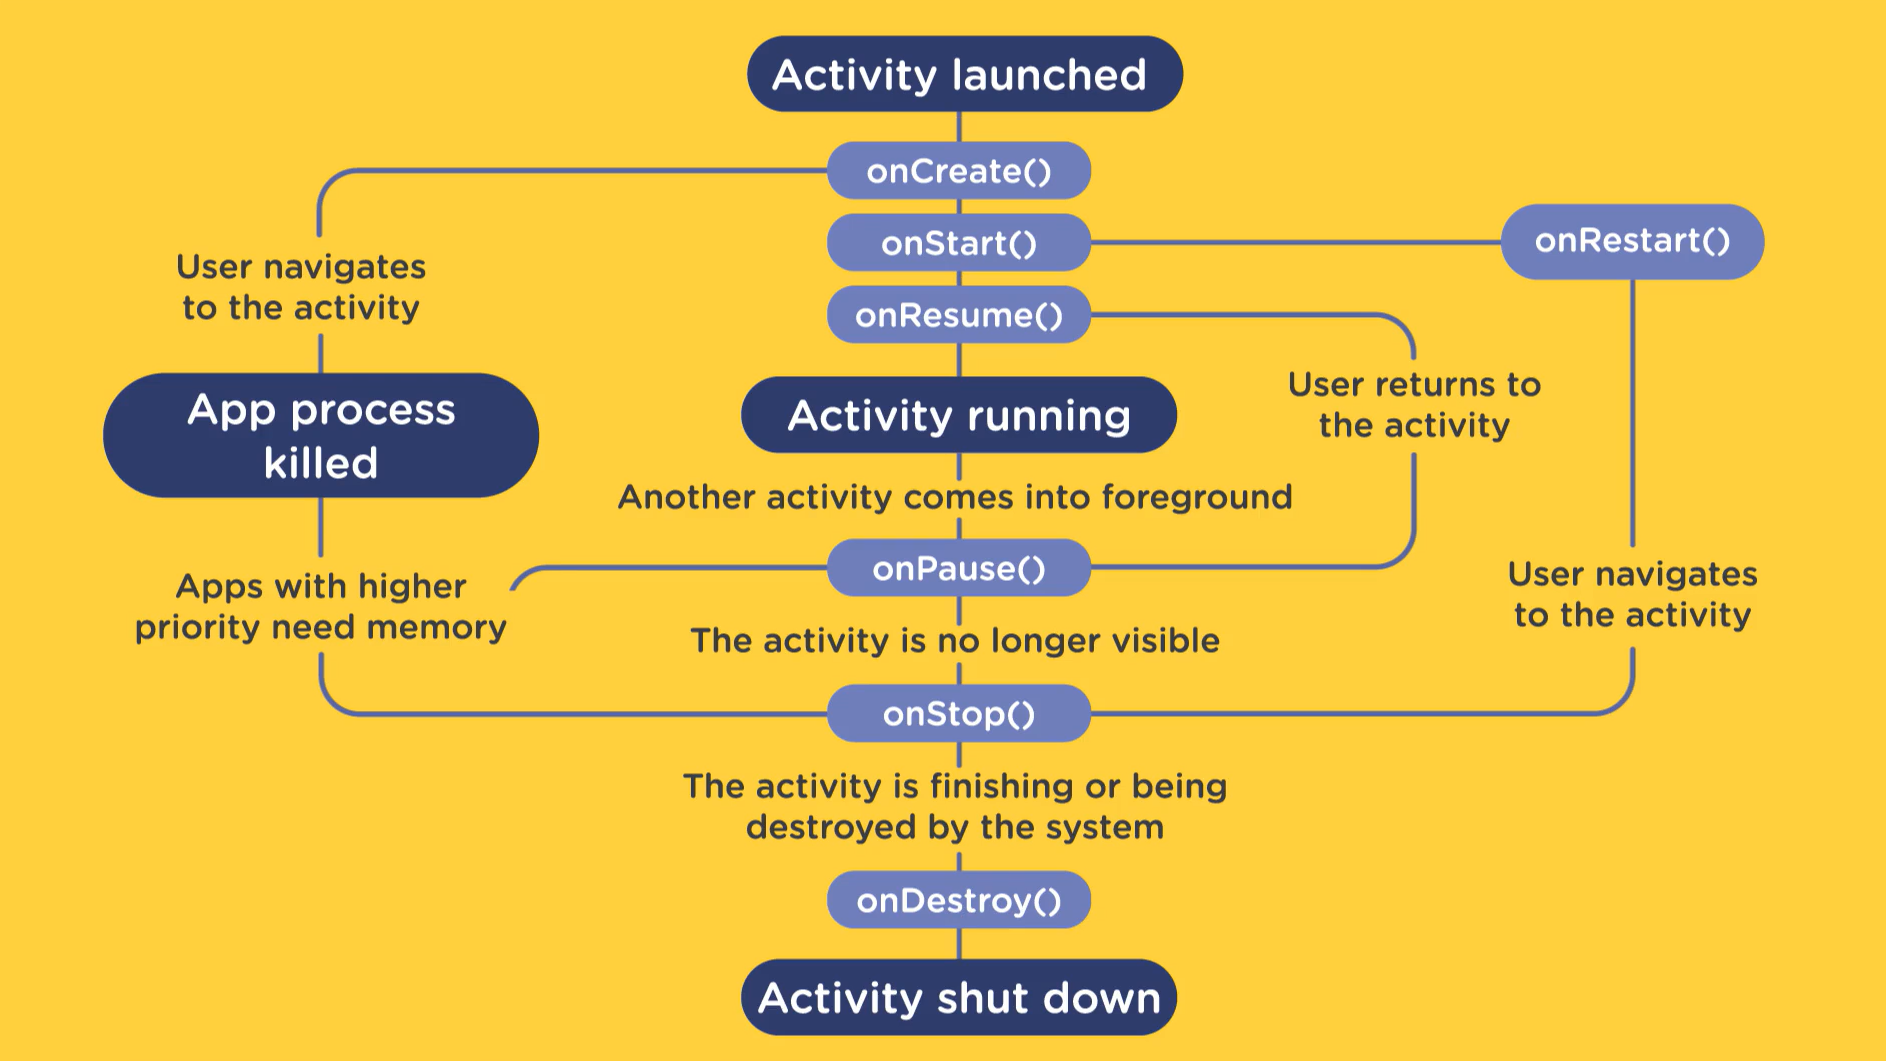 Activity launched
onCreate()
onStart()
onRestart()
onResume()
User navigates
to the activity
App process
killed
Activity running
User returns to
the activity
Another activity comes into foreground
onPause()
Apps with higher
priority need memory
User navigates
to the activity
The activity is no longer visible
onStop()
The activity is finishing or being
destroyed by the system
onDestroy()
Activity shut down